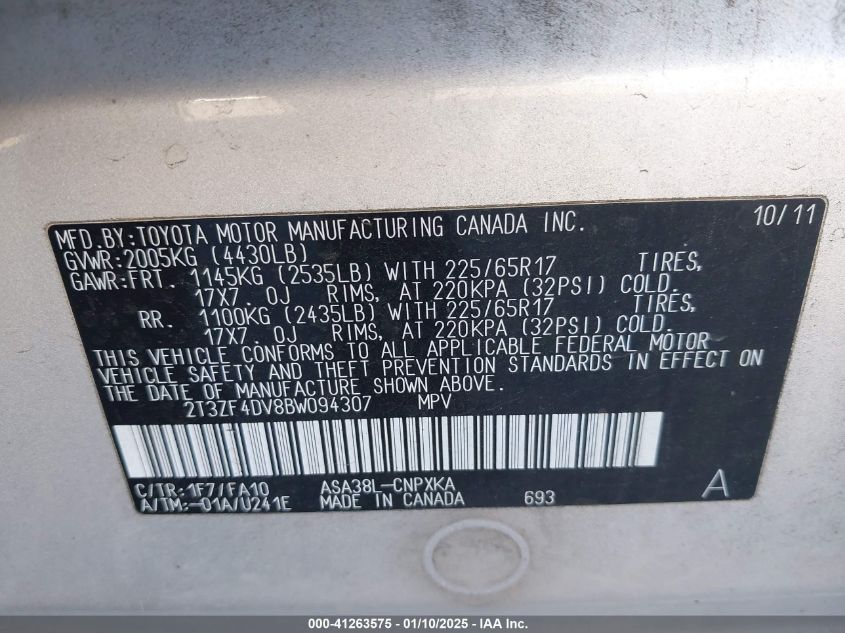 MFD.BY:TOYOTA MOTOR MANUFACTURING CANADA INC. 10/11
GVWR:2005KG (4430LB)
GAWR:FRT. 1145KG (2535LB) WITH 225/65R17 TIRES,
17X7.0J RIMS, AT 220KPA (32PSI) COLD.
RR. 1100KG (2435LB) WITH 225/65R17 TIRES,
17X7.0J RIMS, AT 220KPA (32PSI) COLD.
THIS VEHICLE CONFORMS TO ALL APPLICABLE FEDERAL MOTOR
VEHICLE SAFETY AND THEFT PREVENTION STANDARDS IN EFFECT ON
THE DATE OF MANUFACTURE SHOWN ABOVE.
2T3ZF4DV8BW094307 MPV
C/TR:1F7/FA10 ASA38L-CNPXKA A
A/TM:-01A/U241E MADE IN CANADA 693
000-41263575 - 01/10/2025 - IAA Inc.